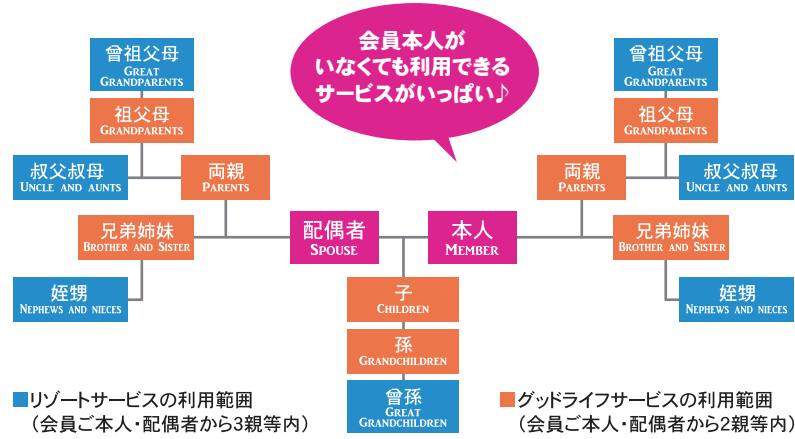 会員本人が
いなくても利用できる
サービスがいっぱい♪
曾祖父母
GREAT
GRANDPARENTS
祖父母
GRANDPARENTS
叔父叔母
UNCLE AND AUNTS
両親
PARENTS
兄弟姉妹
BROTHER AND SISTER
姪甥
NEPHEWS AND NIECES
配偶者
SPOUSE
本人
MEMBER
曾祖父母
GREAT
GRANDPARENTS
祖父母
GRANDPARENTS
両親
PARENTS
叔父叔母
UNCLE AND AUNTS
兄弟姉妹
BROTHER AND SISTER
姪甥
NEPHEWS AND NIECES
子
CHILDREN
孫
GRANDCHILDREN
曾孫
GREAT
GRANDCHILDREN
■リゾートサービスの利用範囲
（会員ご本人・配偶者から3親等内）
■グッドライフサービスの利用範囲
（会員ご本人・配偶者から2親等内）